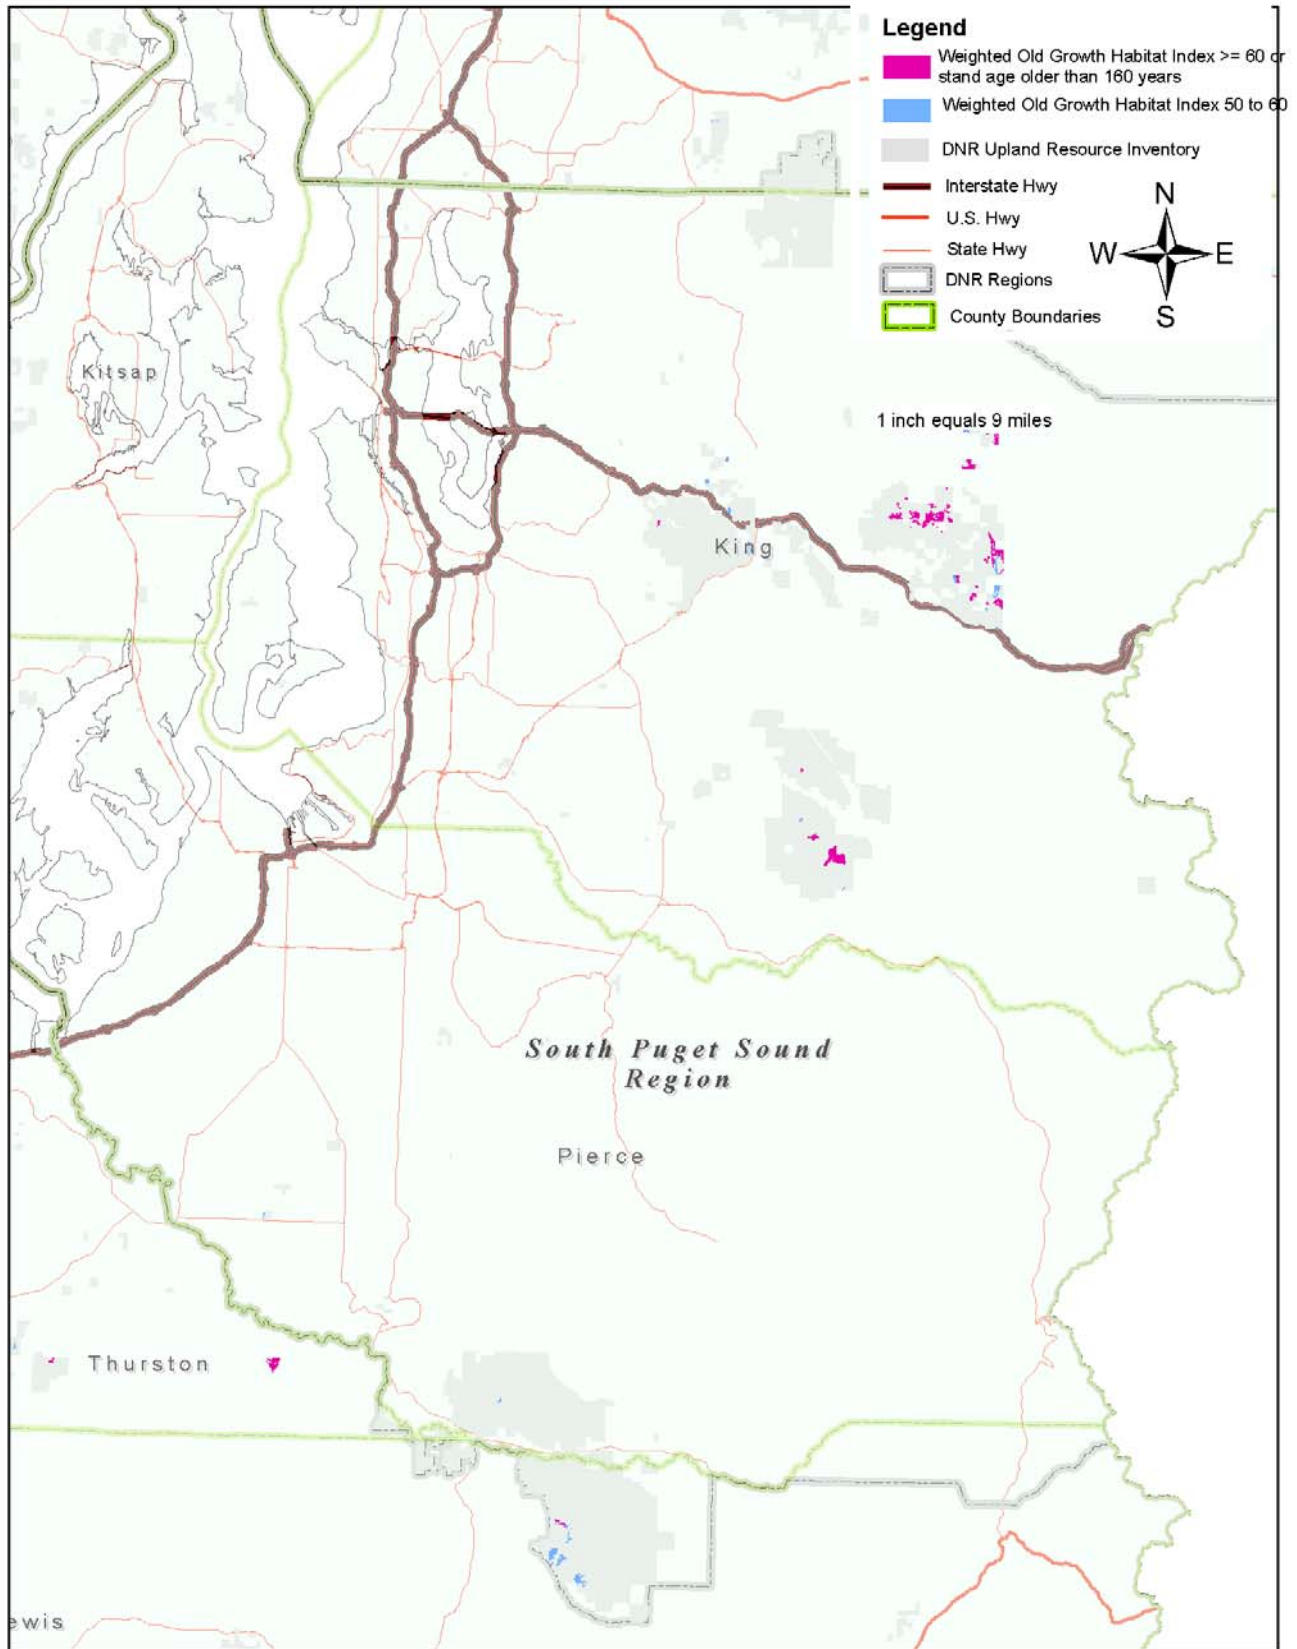 Legend
Weighted Old Growth Habitat Index >= 60 or
stand age older than 160 years
Weighted Old Growth Habitat Index 50 to 60
DNR Upland Resource Inventory
Interstate Hwy
U.S. Hwy
State Hwy
DNR Regions
County Boundaries
N
W
E
S
Kitsap
1 inch equals 9 miles
King
South Puget Sound
Region
Pierce
Thurston
ewis